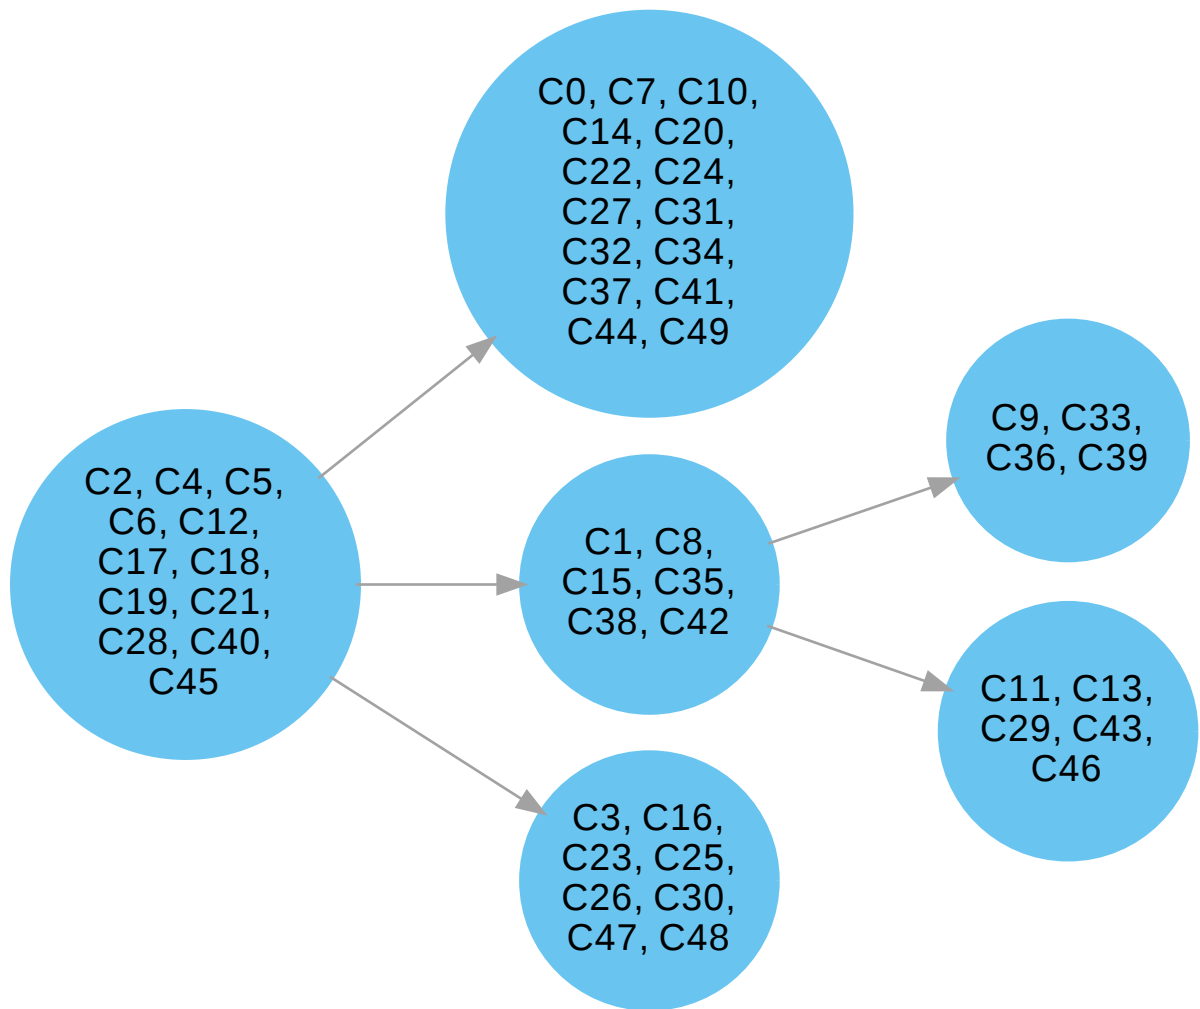 C0, C7, C10,
C14, C20,
C22, C24,
C27, C31,
C32, C34,
C37, C41,
C44, C49
C9, C33,
C36, C39
C2, C4, C5,
C6, C12,
C17, C18,
C19, C21,
C28, C40,
C45
C1, C8,
C15, C35,
C38, C42
C11, C13,
C29, C43,
C46
C3, C16,
C23, C25,
C26, C30,
C47, C48